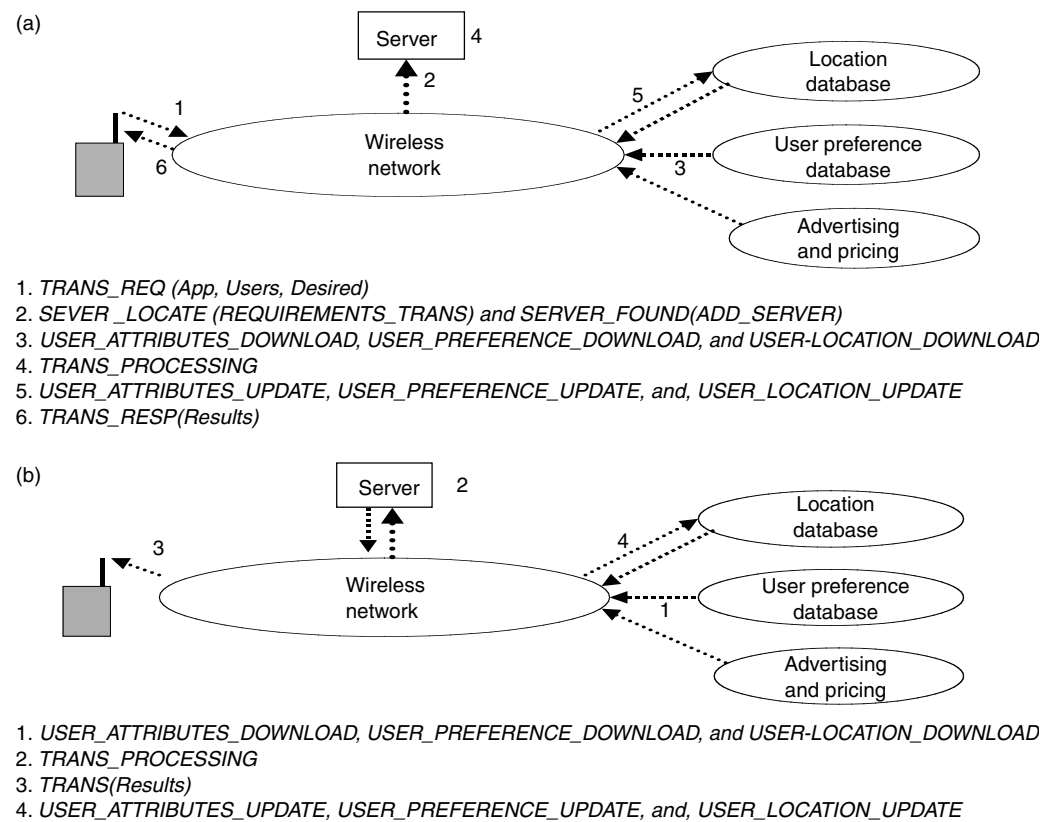 (a)
Server 4
2
1
6
Wireless
network
5
3
Location
database
User preference
database
Advertising
and pricing
1. TRANS_REQ (App, Users, Desired)
2. SEVER _LOCATE (REQUIREMENTS_TRANS) and SERVER_FOUND(ADD_SERVER)
3. USER_ATTRIBUTES_DOWNLOAD, USER_PREFERENCE_DOWNLOAD, and USER-LOCATION_DOWNLOAD
4. TRANS_PROCESSING
5. USER_ATTRIBUTES_UPDATE, USER_PREFERENCE_UPDATE, and, USER_LOCATION_UPDATE
6. TRANS_RESP(Results)
(b)
Server 2
3
Wireless
network
4
1
Location
database
User preference
database
Advertising
and pricing
1. USER_ATTRIBUTES_DOWNLOAD, USER_PREFERENCE_DOWNLOAD, and USER-LOCATION_DOWNLOAD
2. TRANS_PROCESSING
3. TRANS(Results)
4. USER_ATTRIBUTES_UPDATE, USER_PREFERENCE_UPDATE, and, USER_LOCATION_UPDATE